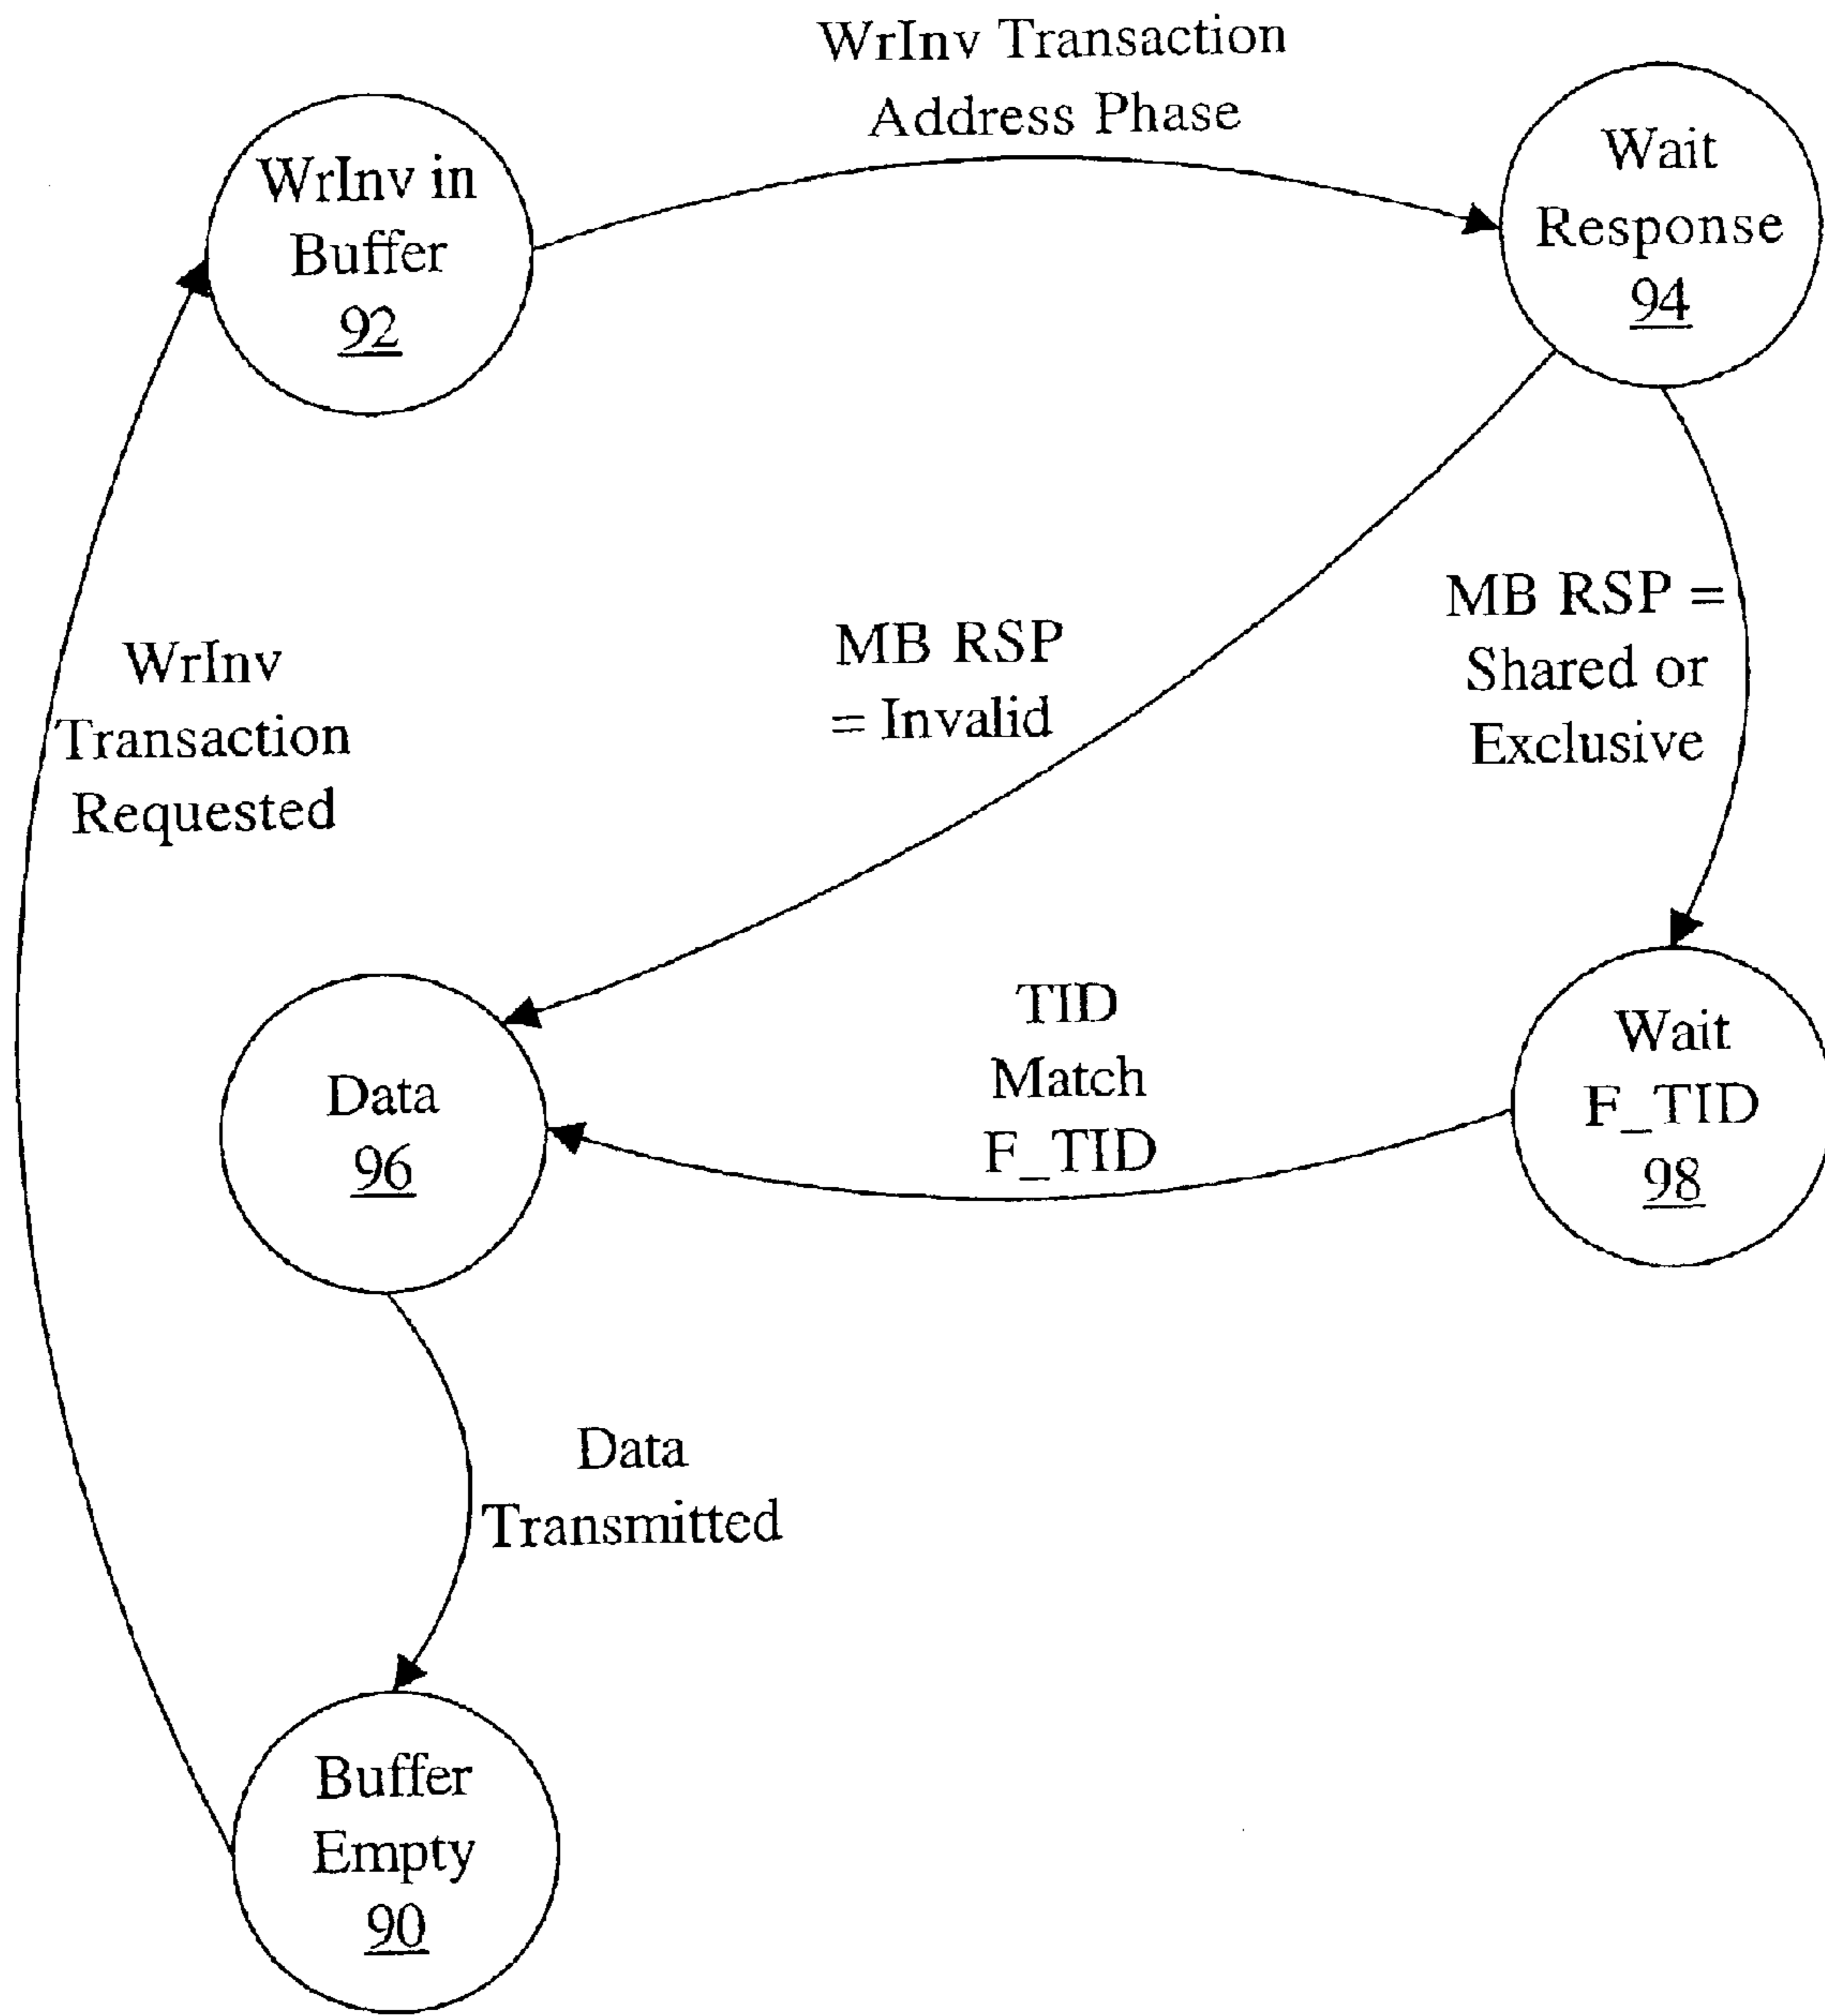 WrInv Transaction
Address Phase
WrInv in
Buffer
92
Wait
Response
94
MB RSP =
Shared or
Exclusive
MB RSP
= Invalid
WrInv
Transaction
Requested
TID
Match
F_TID
Wait
F_TID
98
Data
96
Data
Transmitted
Buffer
Empty
90